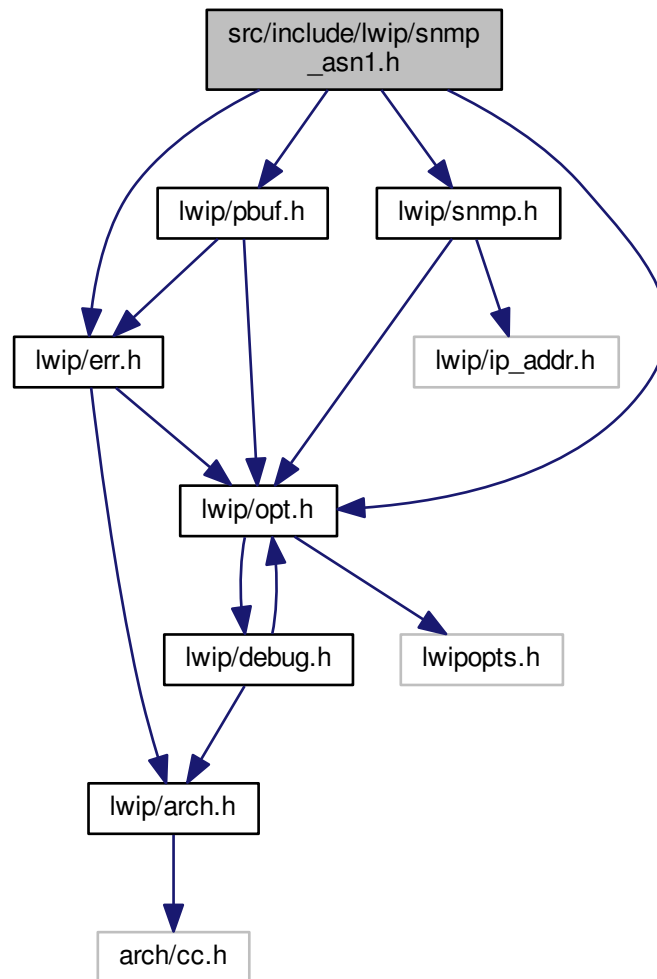 src/include/lwip/snmp
_asn1.h
lwip/pbuf.h
lwip/snmp.h
lwip/err.h
lwip/ip_addr.h
lwip/opt.h
lwip/debug.h
lwipopts.h
lwip/arch.h
arch/cc.h